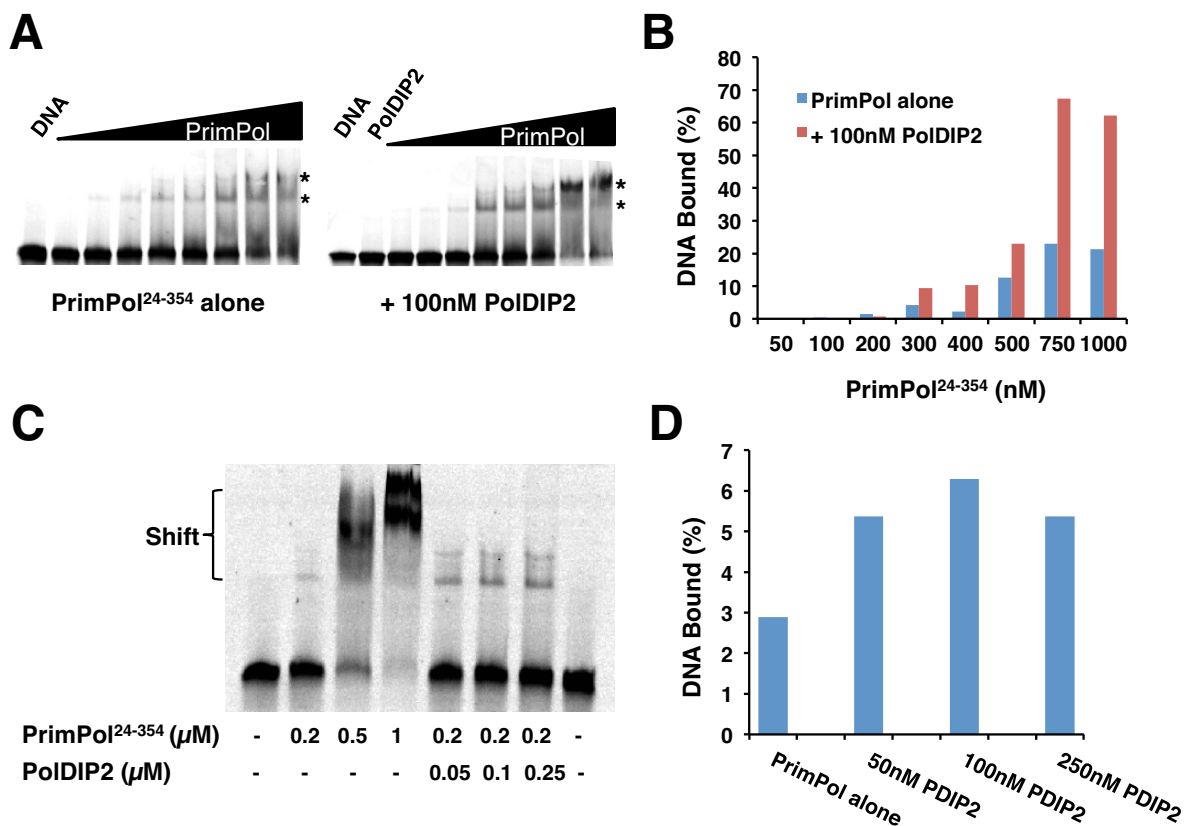 A
DNA
PrimPol
*
*
PrimPol24-354 alone
DNA
PolDIP2
PrimPol
*
*
+ 100nM PolDIP2
B
80
70
60
50
40
30
20
10
0
DNA Bound (%)
PrimPol alone
+ 100nM PolDIP2
50 100 200 300 400 500 750 1000
PrimPol24-354 (nM)
C
Shift
PrimPol24-354 (µM) - 0.2 0.5 1 0.2 0.2 0.2 -
PolDIP2 (µM) - - - - 0.05 0.1 0.25 -
D
7
6
5
4
3
2
1
0
DNA Bound (%)
PrimPol alone
50nM PDIP2
100nM PDIP2
250nM PDIP2